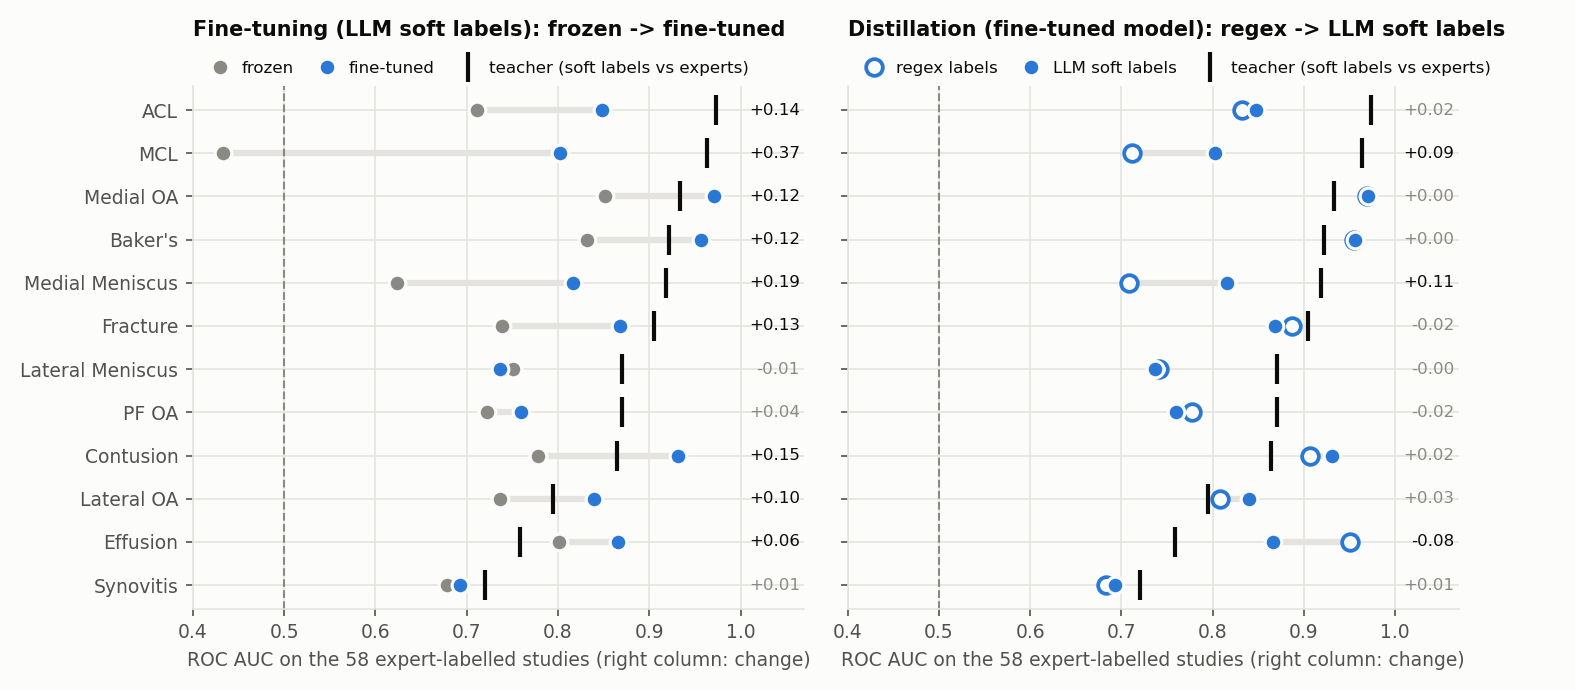 Fine-tuning (LLM soft labels): frozen -> fine-tuned
frozen fine-tuned teacher (soft labels vs experts)
ACL +0.14
MCL +0.37
Medial OA +0.12
Baker's +0.12
Medial Meniscus +0.19
Fracture +0.13
Lateral Meniscus -0.01
PF OA +0.04
Contusion +0.15
Lateral OA +0.10
Effusion +0.06
Synovitis +0.01
0.4 0.5 0.6 0.7 0.8 0.9 1.0
ROC AUC on the 58 expert-labelled studies (right column: change)
Distillation (fine-tuned model): regex -> LLM soft labels
regex labels LLM soft labels teacher (soft labels vs experts)
+0.02
+0.09
+0.00
+0.00
+0.11
-0.02
-0.00
-0.02
+0.02
+0.03
-0.08
+0.01
0.4 0.5 0.6 0.7 0.8 0.9 1.0
ROC AUC on the 58 expert-labelled studies (right column: change)